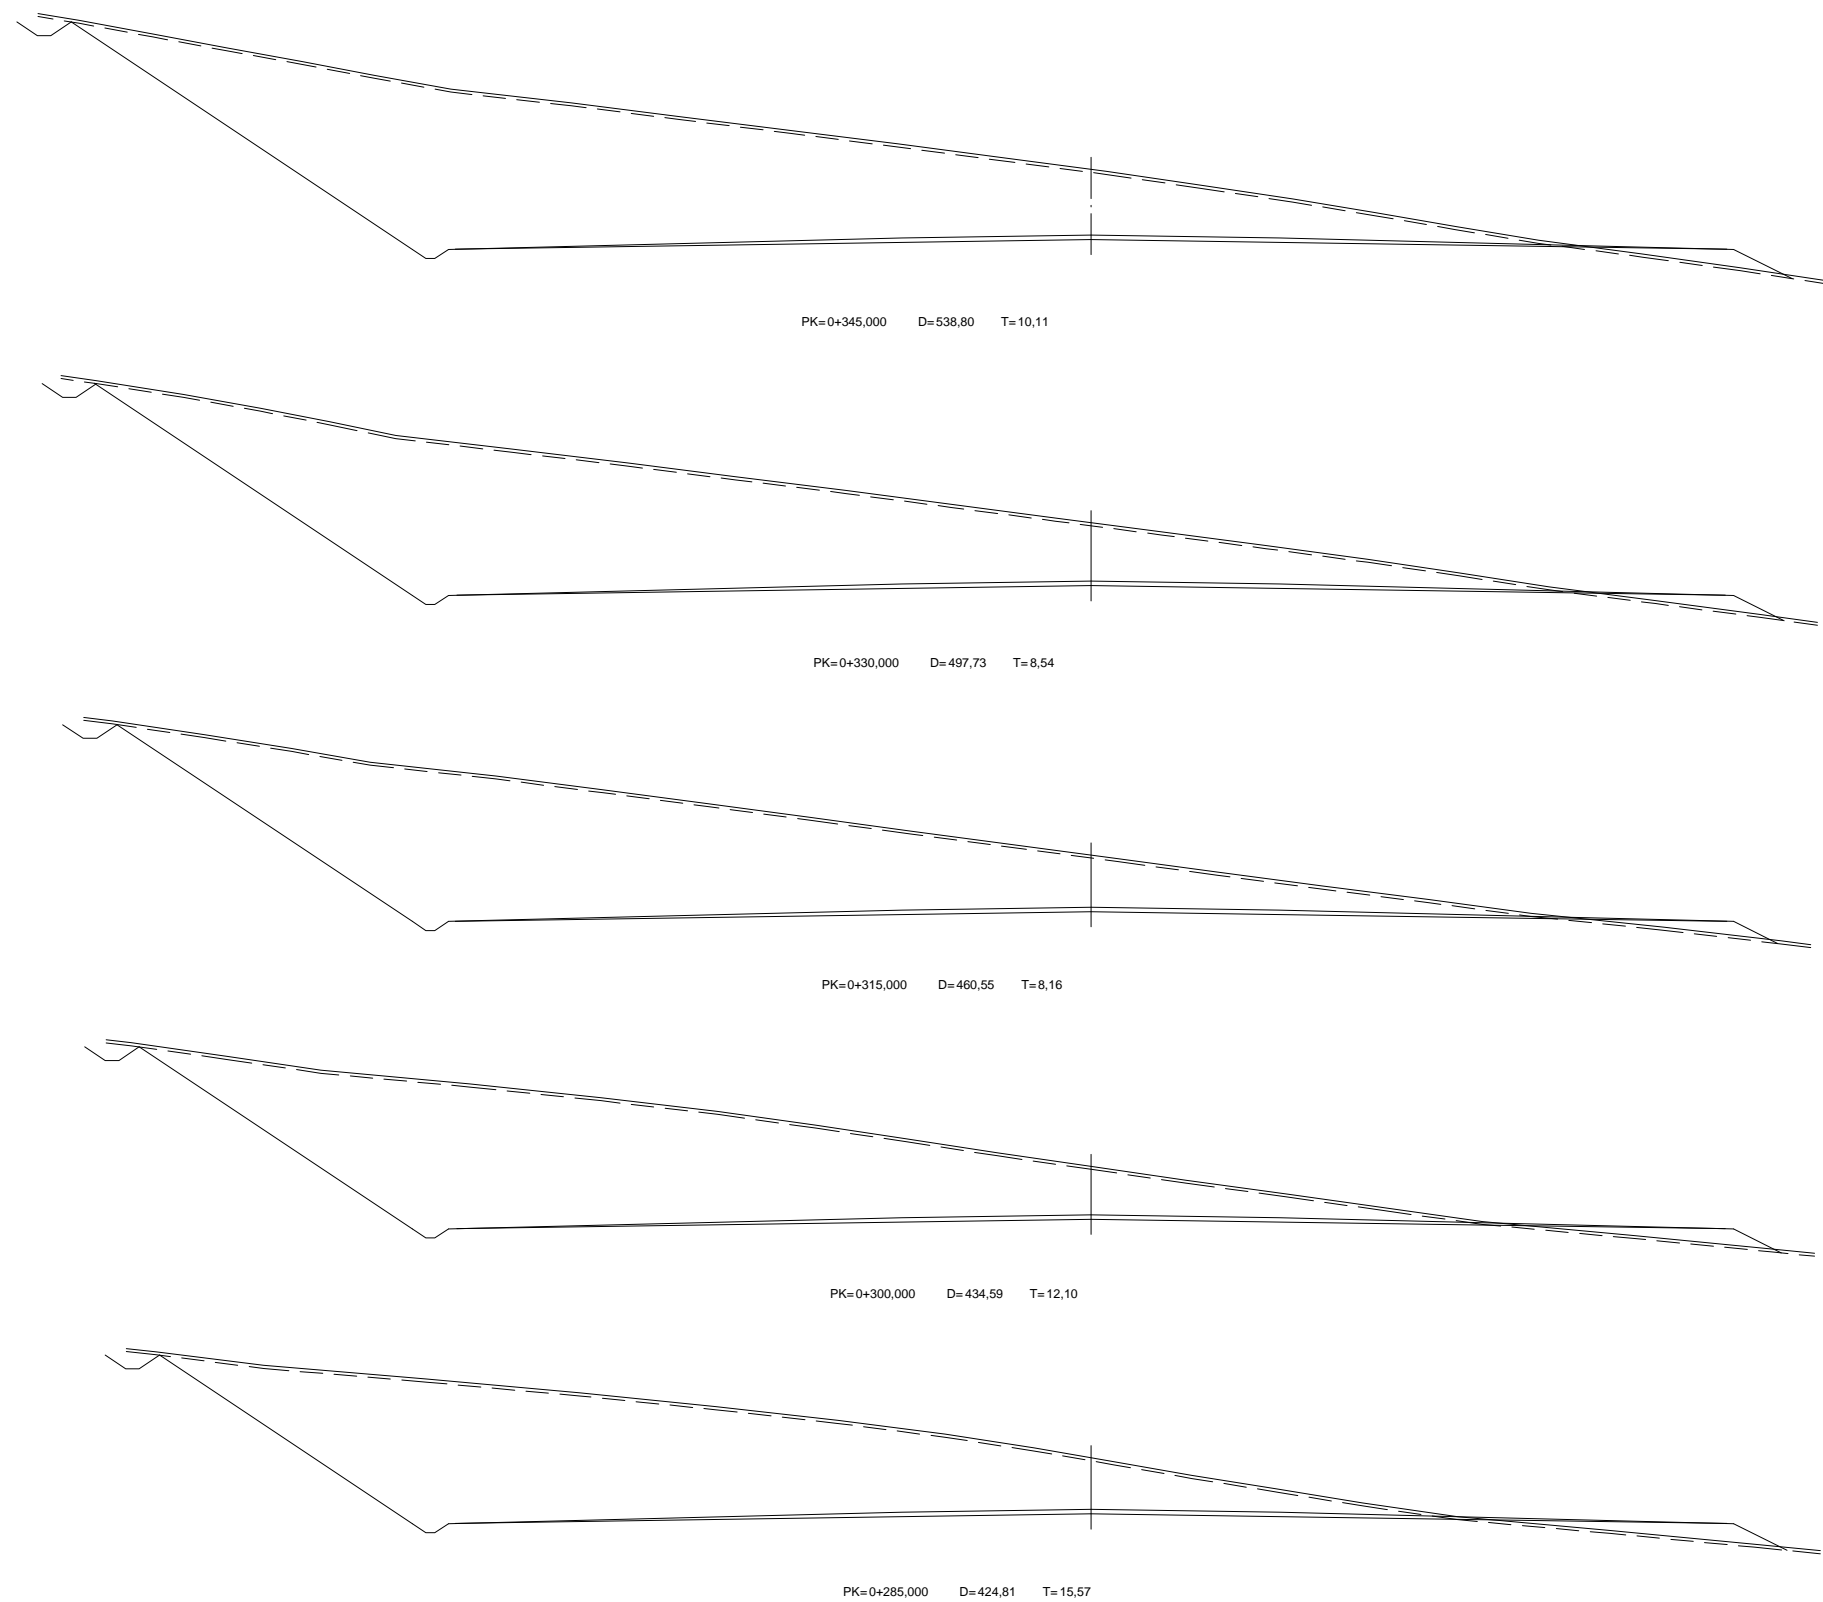 PK=0+345,000 D=538,80 T=10,11
PK=0+330,000 D=497,73 T=8,54
PK=0+315,000 D=460,55 T=8,16
PK=0+300,000 D=434,59 T=12,10
PK=0+285,000 D=424,81 T=15,57